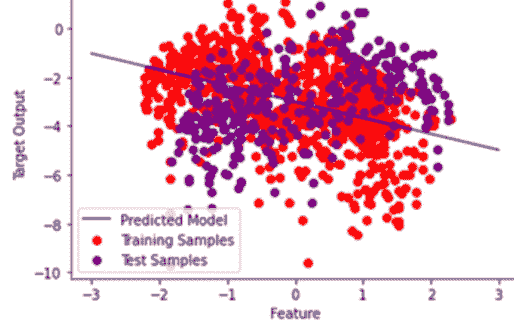 0
−2
−4
−6
−8
−10
Target Output
Predicted Model
Training Samples
Test Samples
−3 −2 −1 0 1 2 3
Feature